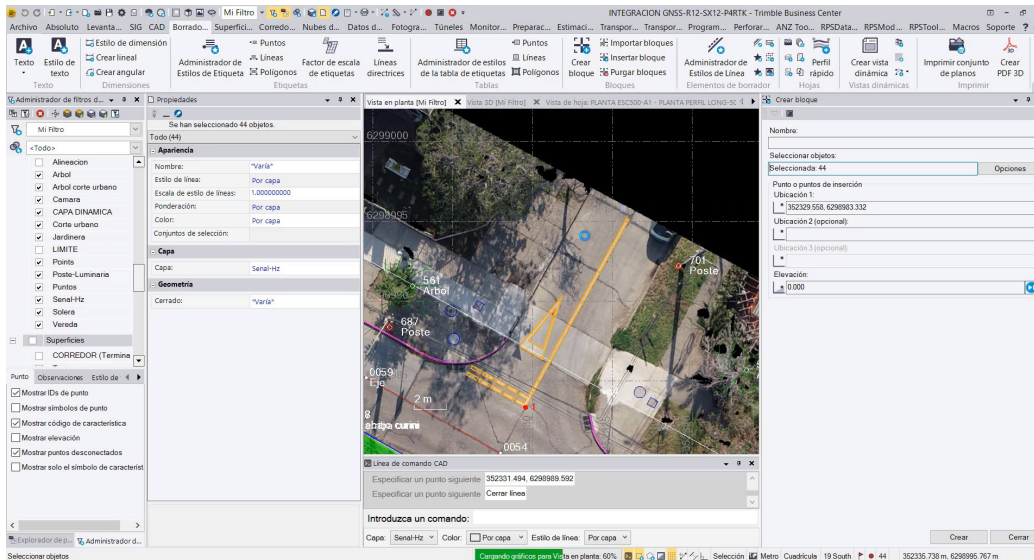 Mi Filtro
INTEGRACION GNSS-R12-SX12-P4RTK - Trimble Business Center
Archivo Absoluto Levanta... SIG CAD Borrado... Superfici... Corredo... Nubes d... Datos d... Fotogra... Túneles Monitor... Preparac... Estimaci... Transpor... Transpor... Program... Perforar... ANZ Too... RPSData... RPSMod... RPSTool... Macros Soporte ?
Texto
Estilo de texto
Texto
Estilo de dimensión
Crear lineal
Crear angular
Dimensiones
Administrador de Estilos de Etiqueta
Puntos
Líneas
Polígonos
Factor de escala de etiquetas
Líneas directrices
Etiquetas
Administrador de estilos de la tabla de etiquetas
Puntos
Líneas
Polígonos
Tablas
Crear bloque
Importar bloques
Insertar bloque
Purgar bloques
Bloques
Administrador de Estilos de Línea
Elementos de borrador
Perfil rápido
Hojas
Crear vista dinámica
Vistas dinámicas
Imprimir conjunto de planos
Crear PDF 3D
Imprimir
Administrador de filtros d...
Mi Filtro
<Todo>
Alineacion
Arbol
Arbol corte urbano
Camara
CAPA DINAMICA
Corte urbano
Jardinera
LIMITE
Points
Poste-Luminaria
Puntos
Senal-Hz
Solera
Vereda
Superficies
CORREDOR (Termina
Punto Observaciones Estilo de
Mostrar IDs de punto
Mostrar símbolos de punto
Mostrar código de característica
Mostrar elevación
Mostrar puntos desconectados
Mostrar solo el símbolo de característ
Explorador de p... Administrador d...
Propiedades
Se han seleccionado 44 objetos.
Todo (44)
Apariencia
Nombre: *Varía*
Estilo de línea: Por capa
Escala de estilo de líneas: 1.000000000
Ponderación: Por capa
Color: Por capa
Conjuntos de selección:
Capa
Capa: Senal-Hz
Geometría
Cerrado: *Varía*
Vista en planta [Mi Filtro] Vista 3D [Mi Filtro] Vista de hoja: PLANTA ESC500-A1 - PLANTA PERFIL LONG-50
6299000
6298995
701
Poste
561
Arbol
687
Poste
0059
Eje
2 m
1
0054
Línea de comando CAD
Especificar un punto siguiente 352331.494, 6298989.592
Especificar un punto siguiente Cerrar línea
Introduzca un comando:
Capa: Senal-Hz Color: Por capa Estilo de línea: Por capa
Crear bloque
Nombre:
Seleccionar objetos:
Seleccionada: 44
Opciones
Punto o puntos de inserción
Ubicación 1:
352329.558, 6298983.332
Ubicación 2 (opcional):
Ubicación 3 (opcional):
Elevación:
0.000
Crear Cerrar
Seleccionar objetos
Cargando gráficos para Vista en planta: 60%
Selección Metro Cuadrícula 19 South 44 352335.738 m, 6298995.767 m